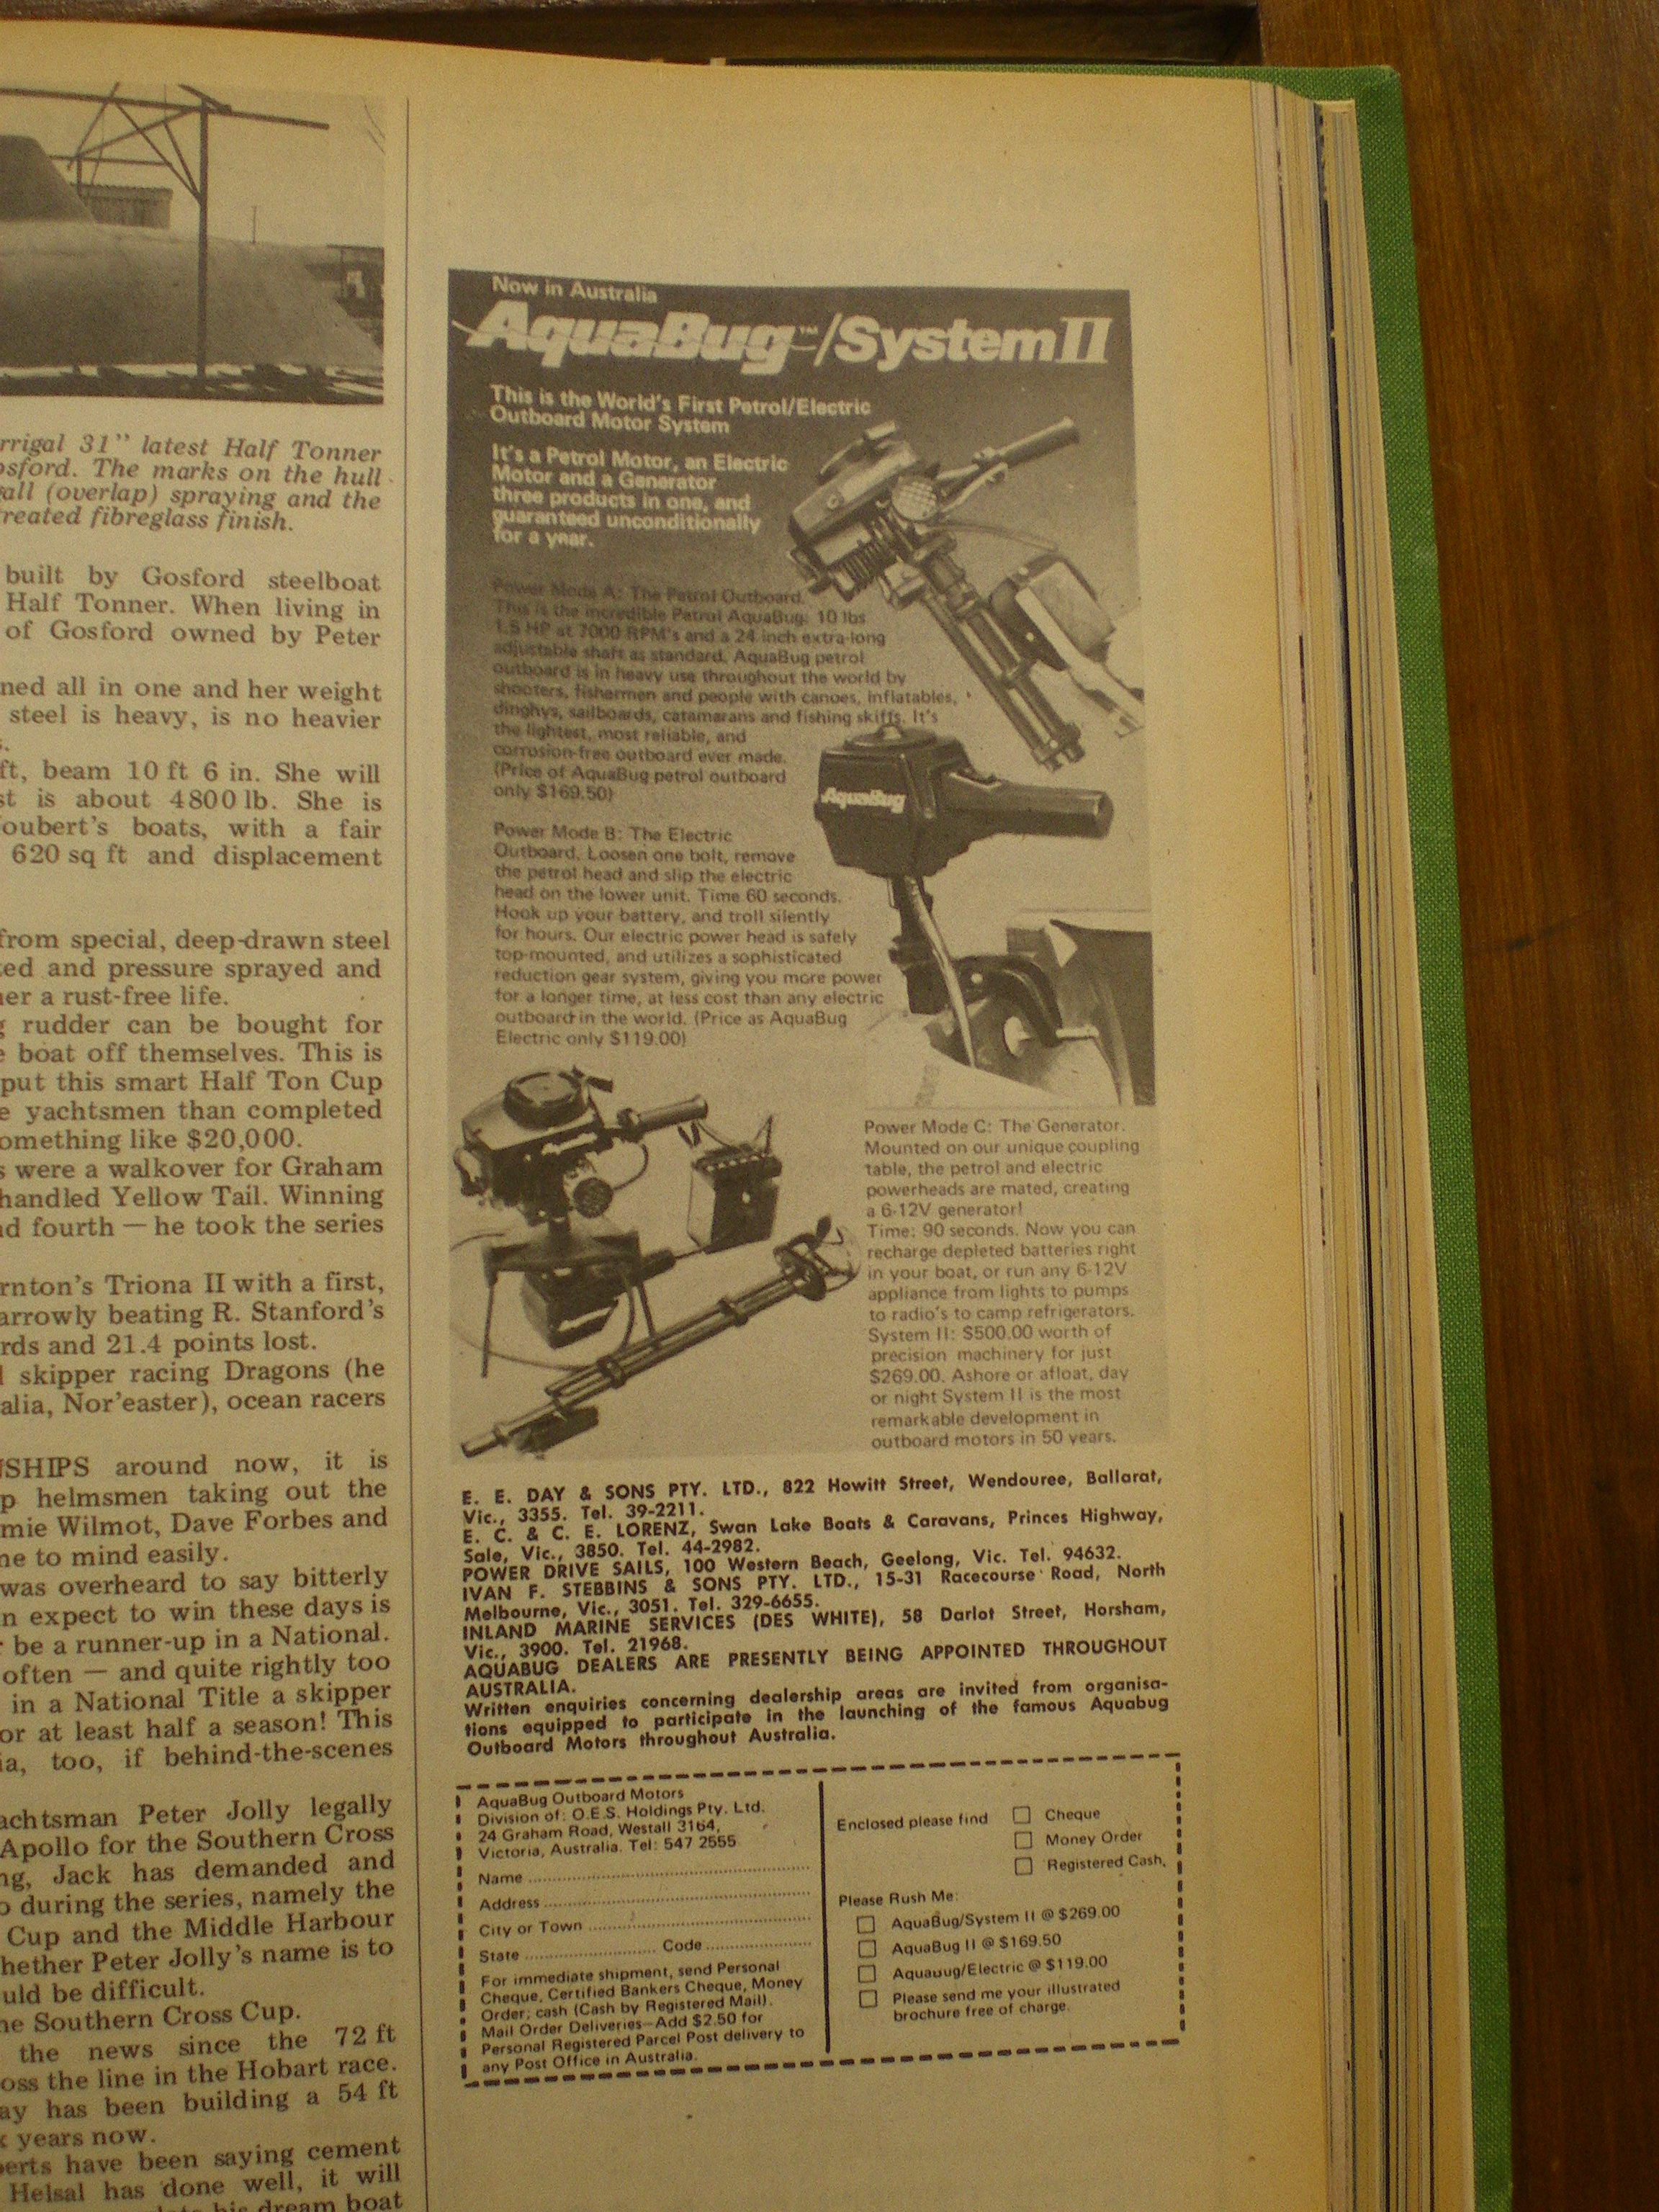 rrigal 31” latest Half Tonner
osford. The marks on the hull
all (overlap) spraying and the
reated fibreglass finish.
built by Gosford steelboat
Half Tonner. When living in
of Gosford owned by Peter
ned all in one and her weight
steel is heavy, is no heavier
s.
ft, beam 10 ft 6 in. She will
st is about 4800 lb. She is
oubert’s boats, with a fair
620 sq ft and displacement
from special, deep-drawn steel
ted and pressure sprayed and
ner a rust-free life.
g rudder can be bought for
e boat off themselves. This is
put this smart Half Ton Cup
e yachtsmen than completed
omething like $20,000.
s were a walkover for Graham
handled Yellow Tail. Winning
nd fourth — he took the series
rnton’s Triona II with a first,
arrowly beating R. Stanford’s
rds and 21.4 points lost.
l skipper racing Dragons (he
alia, Nor’easter), ocean racers
NSHIPS around now, it is
p helmsmen taking out the
mie Wilmot, Dave Forbes and
ne to mind easily.
was overheard to say bitterly
n expect to win these days is
r be a runner-up in a National.
often — and quite rightly too
in a National Title a skipper
or at least half a season! This
ia, too, if behind-the-scenes
achtsman Peter Jolly legally
Apollo for the Southern Cross
ng, Jack has demanded and
o during the series, namely the
Cup and the Middle Harbour
hether Peter Jolly’s name is to
uld be difficult.
he Southern Cross Cup.
the news since the 72 ft
oss the line in the Hobart race.
ay has been building a 54 ft
x years now.
perts have been saying cement
Helsal has done well, it will
his dream boat
Now in Australia
AquaBug™/System II
This is the World's First Petrol/Electric
Outboard Motor System
It's a Petrol Motor, an Electric
Motor and a Generator
three products in one, and
guaranteed unconditionally
for a year.
Power Mode A: The Petrol Outboard.
This is the incredible Petrol AquaBug: 10 lbs
1.5 HP at 7000 RPM's and a 24 inch extra-long
adjustable shaft as standard. AquaBug petrol
outboard is in heavy use throughout the world by
shooters, fishermen and people with canoes, inflatables,
dinghys, sailboards, catamarans and fishing skiffs. It's
the lightest, most reliable, and
corrosion-free outboard ever made.
(Price of AquaBug petrol outboard
only $169.50)
AquaBug
Power Mode B: The Electric
Outboard. Loosen one bolt, remove
the petrol head and slip the electric
head on the lower unit. Time 60 seconds.
Hook up your battery, and troll silently
for hours. Our electric power head is safely
top-mounted, and utilizes a sophisticated
reduction gear system, giving you more power
for a longer time, at less cost than any electric
outboard in the world. (Price as AquaBug
Electric only $119.00)
Power Mode C: The Generator.
Mounted on our unique coupling
table, the petrol and electric
powerheads are mated, creating
a 6-12V generator!
Time: 90 seconds. Now you can
recharge depleted batteries right
in your boat, or run any 6-12V
appliance from lights to pumps
to radio's to camp refrigerators.
System II: $500.00 worth of
precision machinery for just
$269.00. Ashore or afloat, day
or night System II is the most
remarkable development in
outboard motors in 50 years.
E. E. DAY & SONS PTY. LTD., 822 Howitt Street, Wendouree, Ballarat,
Vic., 3355. Tel. 39-2211.
E. C. & C. E. LORENZ, Swan Lake Boats & Caravans, Princes Highway,
Sale, Vic., 3850. Tel. 44-2982.
POWER DRIVE SAILS, 100 Western Beach, Geelong, Vic. Tel. 94632.
IVAN F. STEBBINS & SONS PTY. LTD., 15-31 Racecourse Road, North
Melbourne, Vic., 3051. Tel. 329-6655.
INLAND MARINE SERVICES (DES WHITE), 58 Darlot Street, Horsham,
Vic., 3900. Tel. 21968.
AQUABUG DEALERS ARE PRESENTLY BEING APPOINTED THROUGHOUT
AUSTRALIA.
Written enquiries concerning dealership areas are invited from organisa-
tions equipped to participate in the launching of the famous Aquabug
Outboard Motors throughout Australia.
AquaBug Outboard Motors
Division of: O.E.S. Holdings Pty. Ltd.
24 Graham Road, Westall 3164,
Victoria, Australia. Tel: 547 2555
Name
Address
City or Town
State Code
For immediate shipment, send Personal
Cheque, Certified Bankers Cheque, Money
Order; cash (Cash by Registered Mail).
Mail Order Deliveries—Add $2.50 for
Personal Registered Parcel Post delivery to
any Post Office in Australia.
Enclosed please find Cheque
Money Order
Registered Cash.
Please Rush Me:
AquaBug/System II @ $269.00
AquaBug II @ $169.50
AquaBug/Electric @ $119.00
Please send me your illustrated
brochure free of charge.